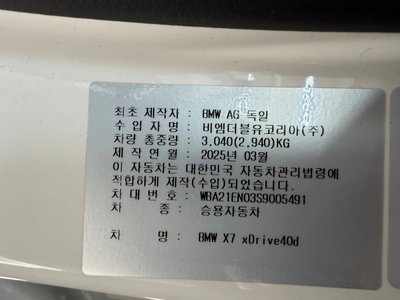 최초 제작자 : BMW AG 독일
수 입 자 명 : 비엠더블유코리아(주)
차량 총중량 : 3,040(2,940)KG
제 작 연 월 : 2025년 03월
이 자동차는 대한민국 자동차관리법령에
적합하게 제작(수입)되었습니다.
차 대 번 호 : WBA21EN03S9005491
차 종 : 승용자동차
차 명 : BMW X7 xDrive40d